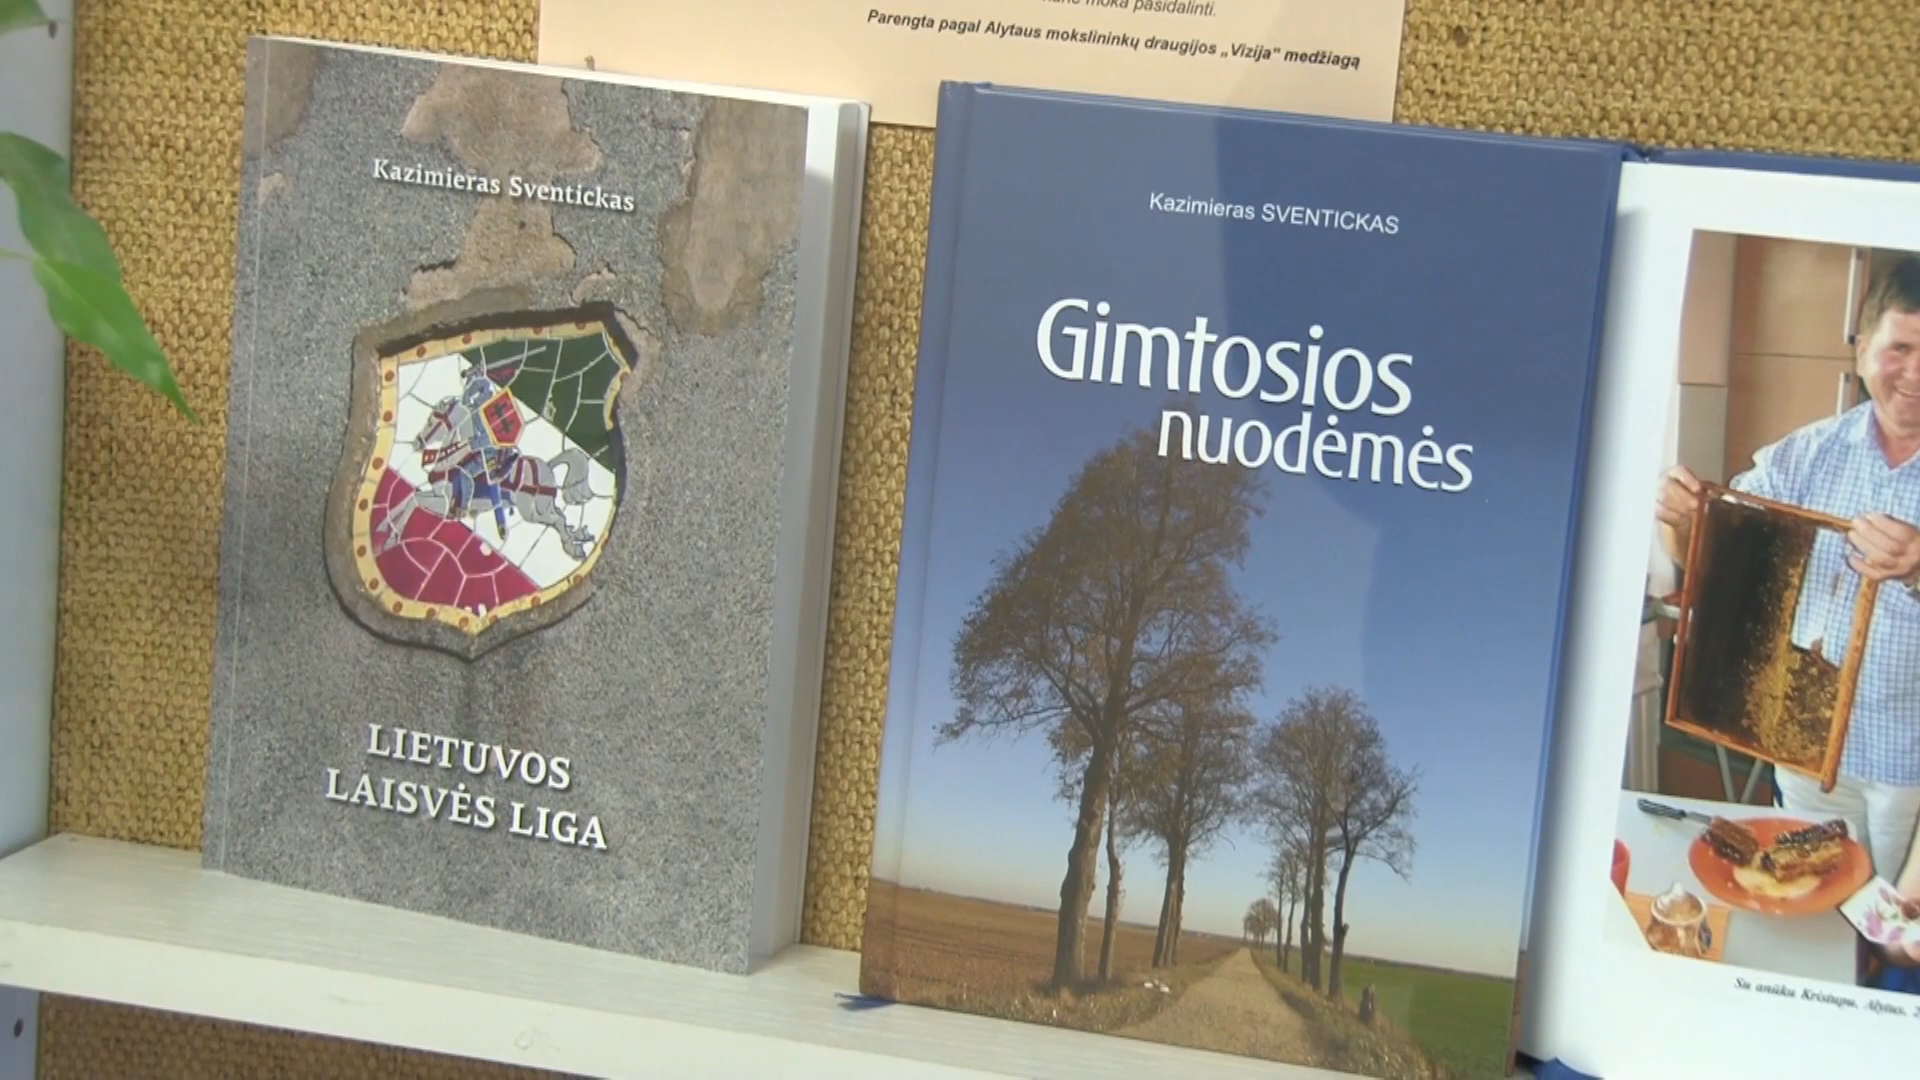 moka pasidalinti.
Parengta pagal Alytaus mokslininkų draugijos „Vizija“ medžiagą
Kazimieras Sventickas
LIETUVOS
LAISVĖS LIGA
Kazimieras SVENTICKAS
Gimtosios
nuodėmės
Su anūku Kristupu, Alytus,